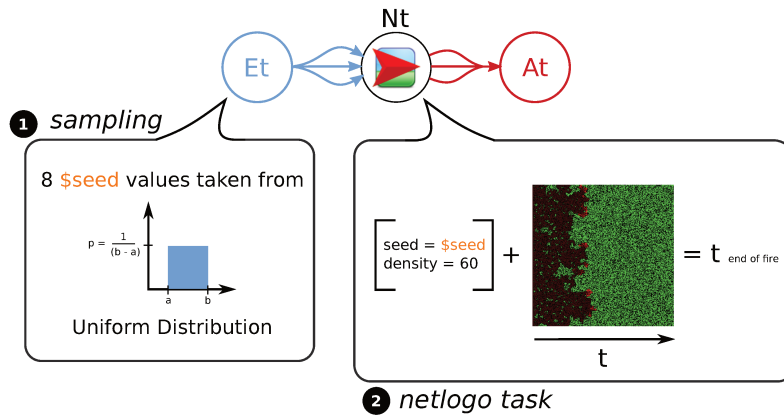 Nt
Et
At
1 sampling
8 $seed values taken from
p = 1
(b - a)
a b
Uniform Distribution
seed = $seed
density = 60
+
= t end of fire
t
2 netlogo task